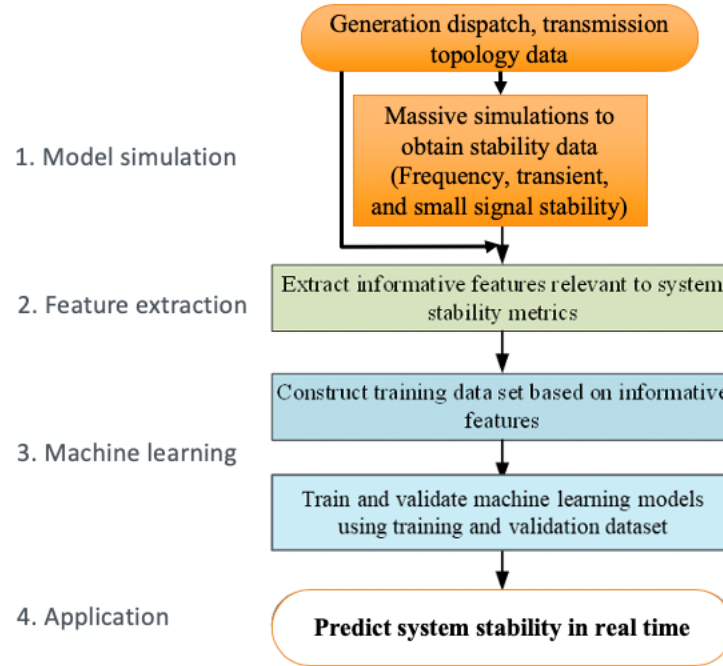 Generation dispatch, transmission
topology data
1. Model simulation
Massive simulations to
obtain stability data
(Frequency, transient,
and small signal stability)
2. Feature extraction
Extract informative features relevant to system
stability metrics
3. Machine learning
Construct training data set based on informative
features
Train and validate machine learning models
using training and validation dataset
4. Application
Predict system stability in real time